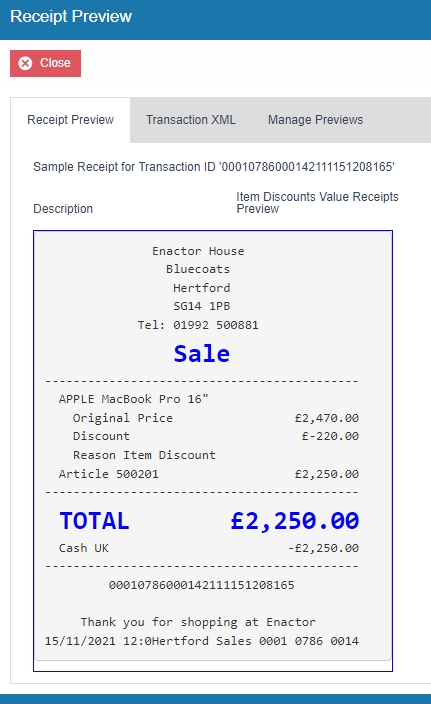 Receipt Preview
Close
Receipt Preview Transaction XML Manage Previews
Sample Receipt for Transaction ID '00010786000142111151208165'
Description
Item Discounts Value Receipts
Preview
Enactor House
Bluecoats
Hertford
SG14 1PB
Tel: 01992 500881
Sale
--------------------------------------------
APPLE MacBook Pro 16"
Original Price £2,470.00
Discount £-220.00
Reason Item Discount
Article 500201 £2,250.00
--------------------------------------------
TOTAL £2,250.00
Cash UK -£2,250.00
--------------------------------------------
00010786000142111151208165
Thank you for shopping at Enactor
15/11/2021 12:0Hertford Sales 0001 0786 0014